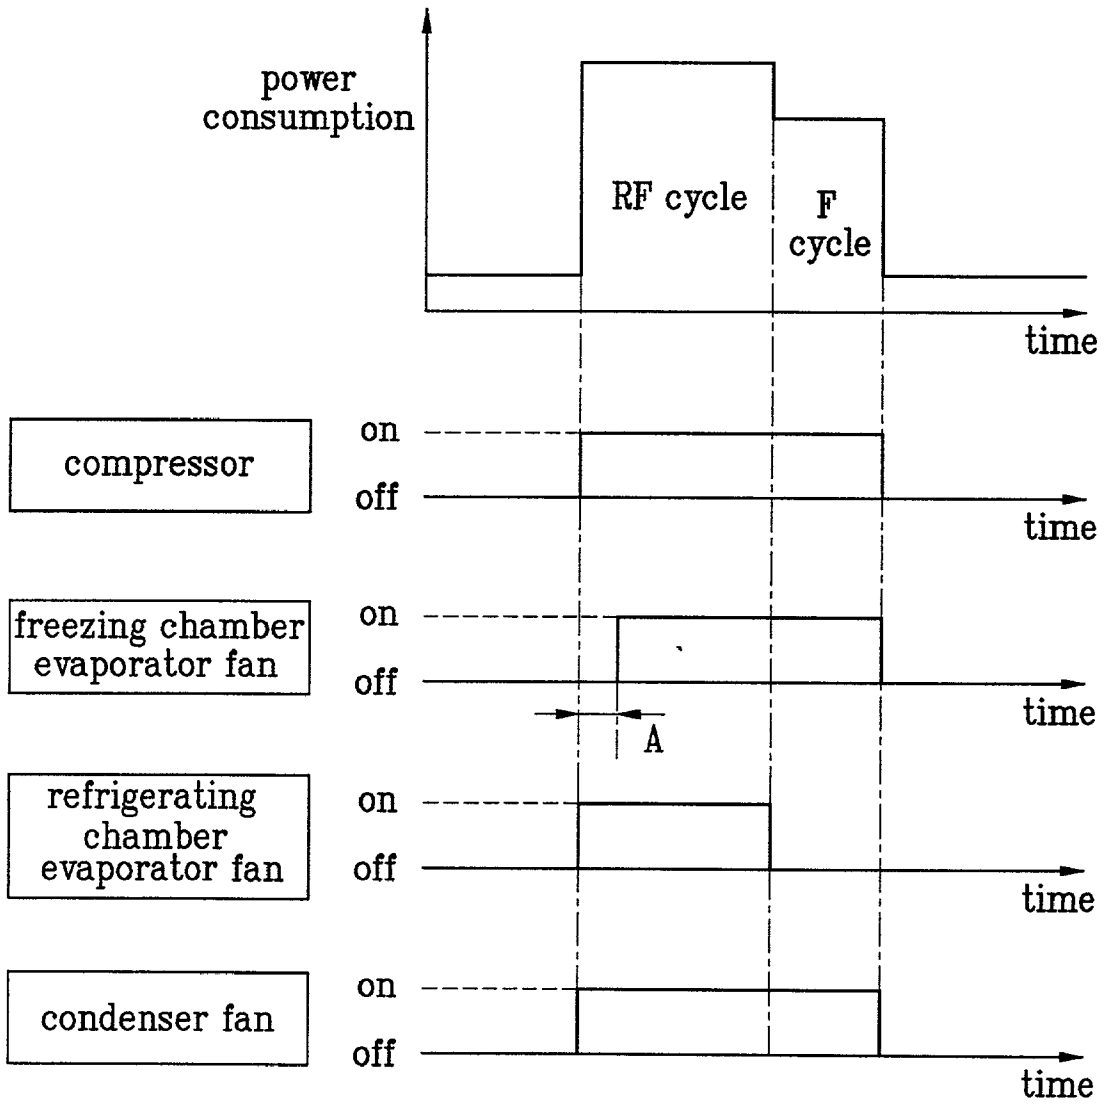 power
consumption
RF cycle
F
cycle
time
compressor
on
off
time
freezing chamber
evaporator fan
on
off
time
A
refrigerating
chamber
evaporator fan
on
off
time
condenser fan
on
off
time